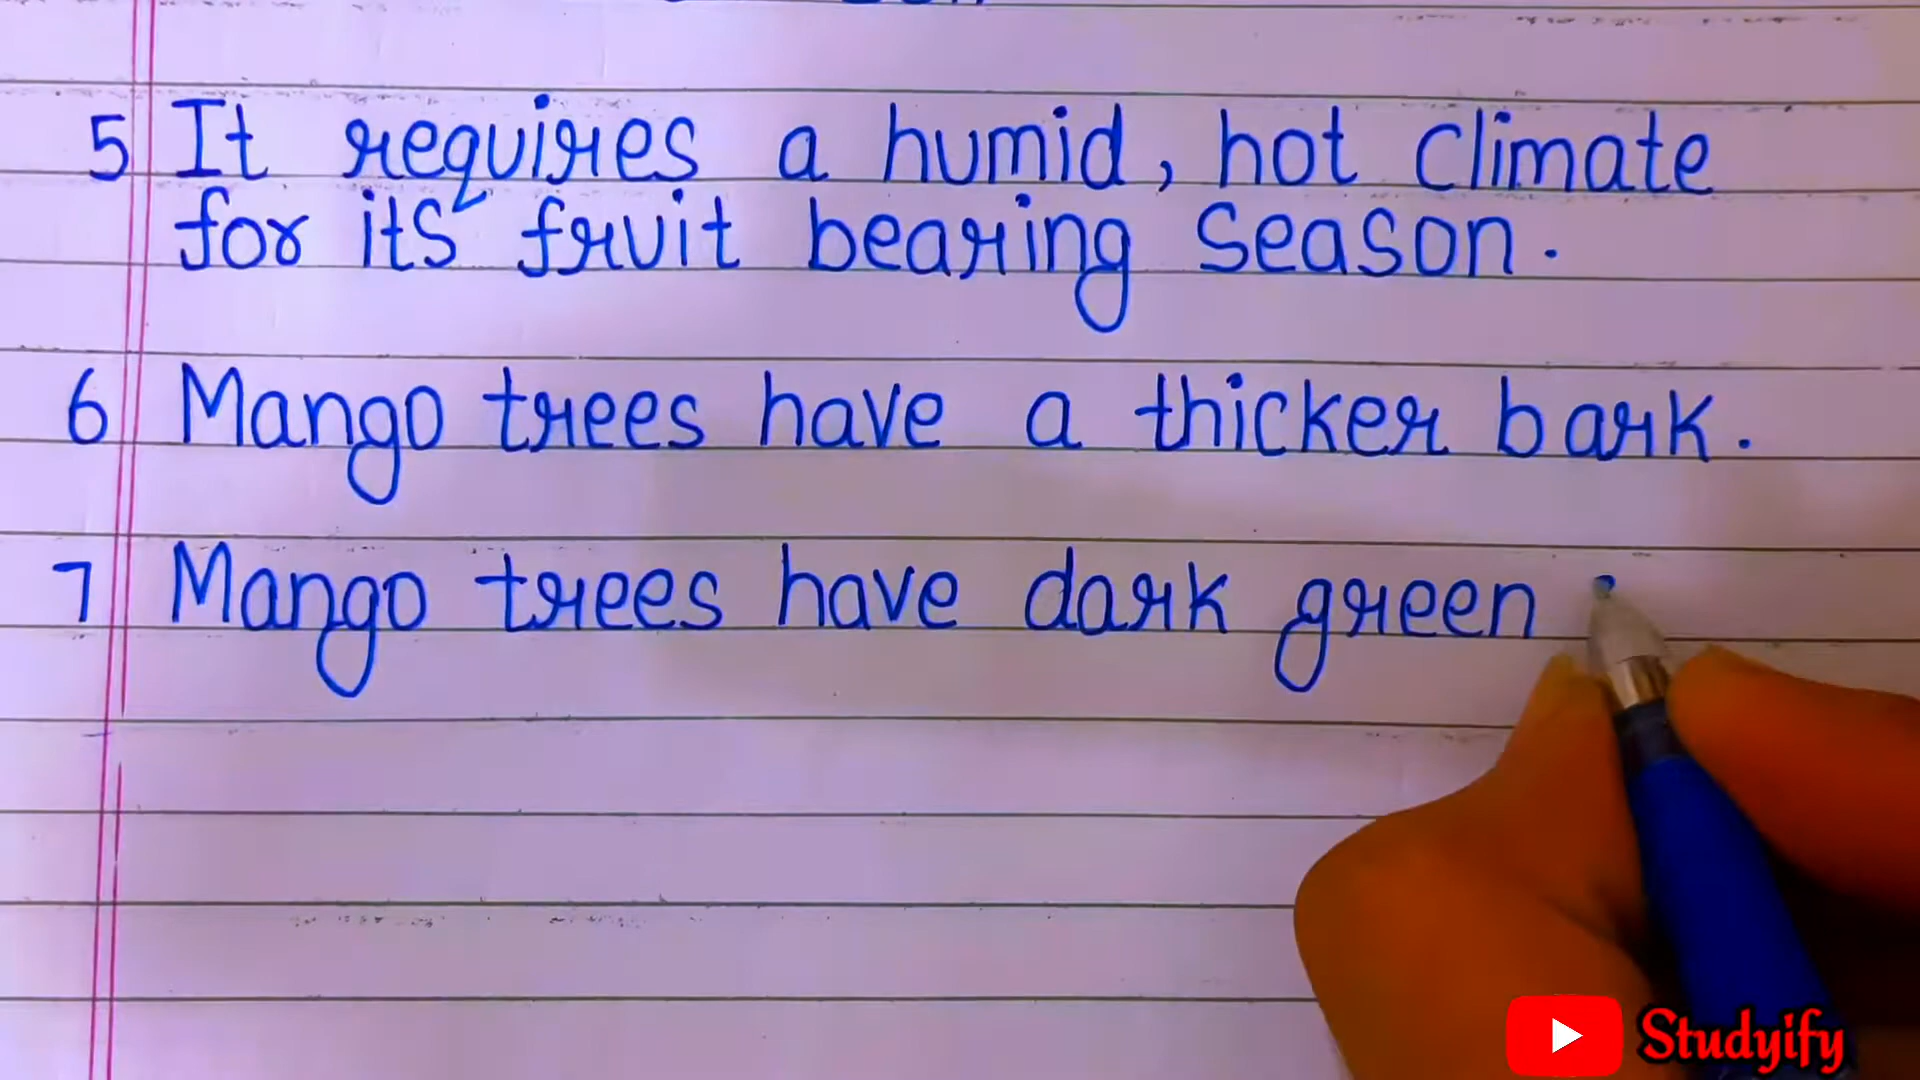 5 It requires a humid, hot climate
for its fruit bearing season.
6 Mango trees have a thicker bark.
7 Mango trees have dark green
Studyify